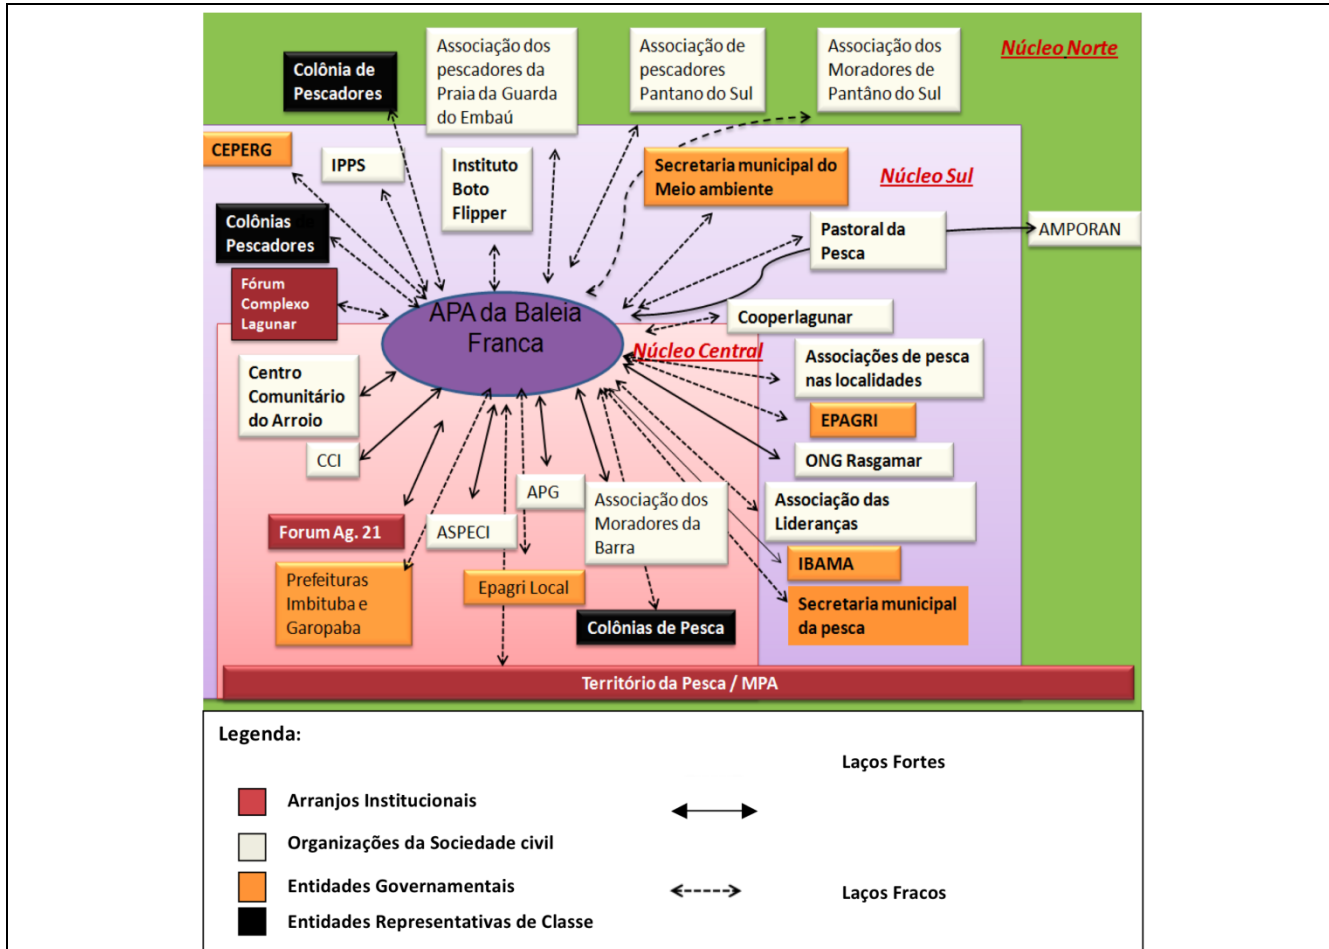 Núcleo Norte
Associação dos
pescadores da
Praia da Guarda
do Embaú
Associação de
pescadores
Pantano do Sul
Associação dos
Moradores de
Pantâno do Sul
Colônia de
Pescadores
CEPERG
IPPS
Instituto
Boto
Flipper
Secretaria municipal do
Meio ambiente
Núcleo Sul
Colônias
Pescadores
Pastoral da
Pesca
AMPORAN
Fórum
Complexo
Lagunar
APA da Baleia
Franca
Cooperlagunar
Núcleo Central
Associações de pesca
nas localidades
Centro
Comunitário
do Arroio
EPAGRI
CCI
ONG Rasgamar
APG
Associação dos
Moradores da
Barra
Associação das
Lideranças
Forum Ag. 21
ASPECI
IBAMA
Prefeituras
Imbituba e
Garopaba
Epagri Local
Secretaria municipal
da pesca
Colônias de Pesca
Território da Pesca / MPA
Legenda:
Laços Fortes
Arranjos Institucionais
Organizações da Sociedade civil
Entidades Governamentais
Laços Fracos
Entidades Representativas de Classe